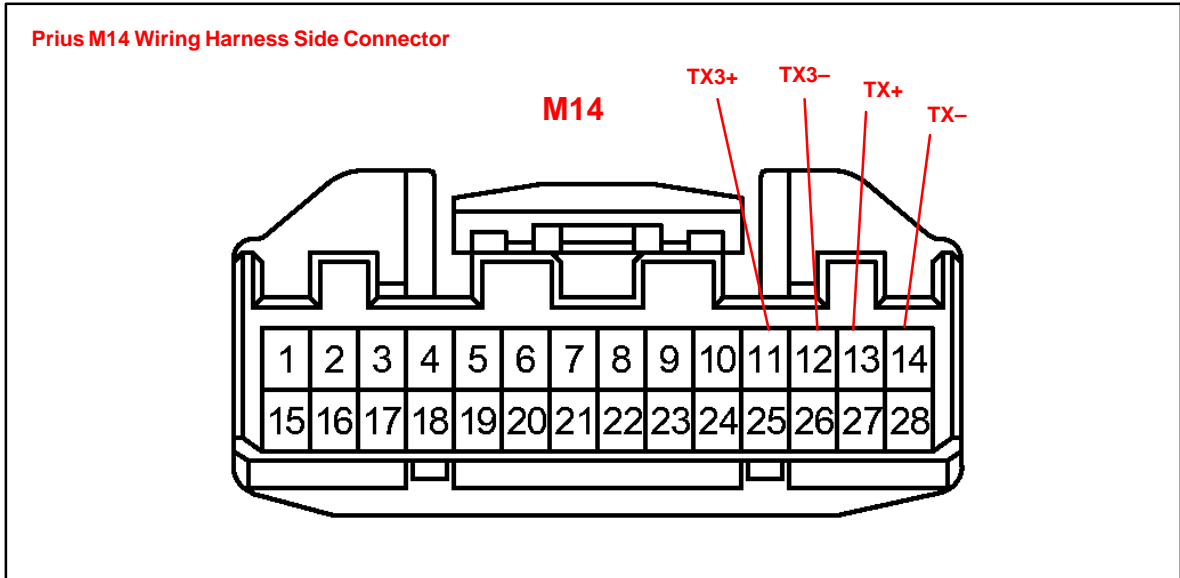 Prius M14 Wiring Harness Side Connector
TX3+ TX3– TX+ TX–
M14
1 2 3 4 5 6 7 8 9 10 11 12 13 14
15 16 17 18 19 20 21 22 23 24 25 26 27 28